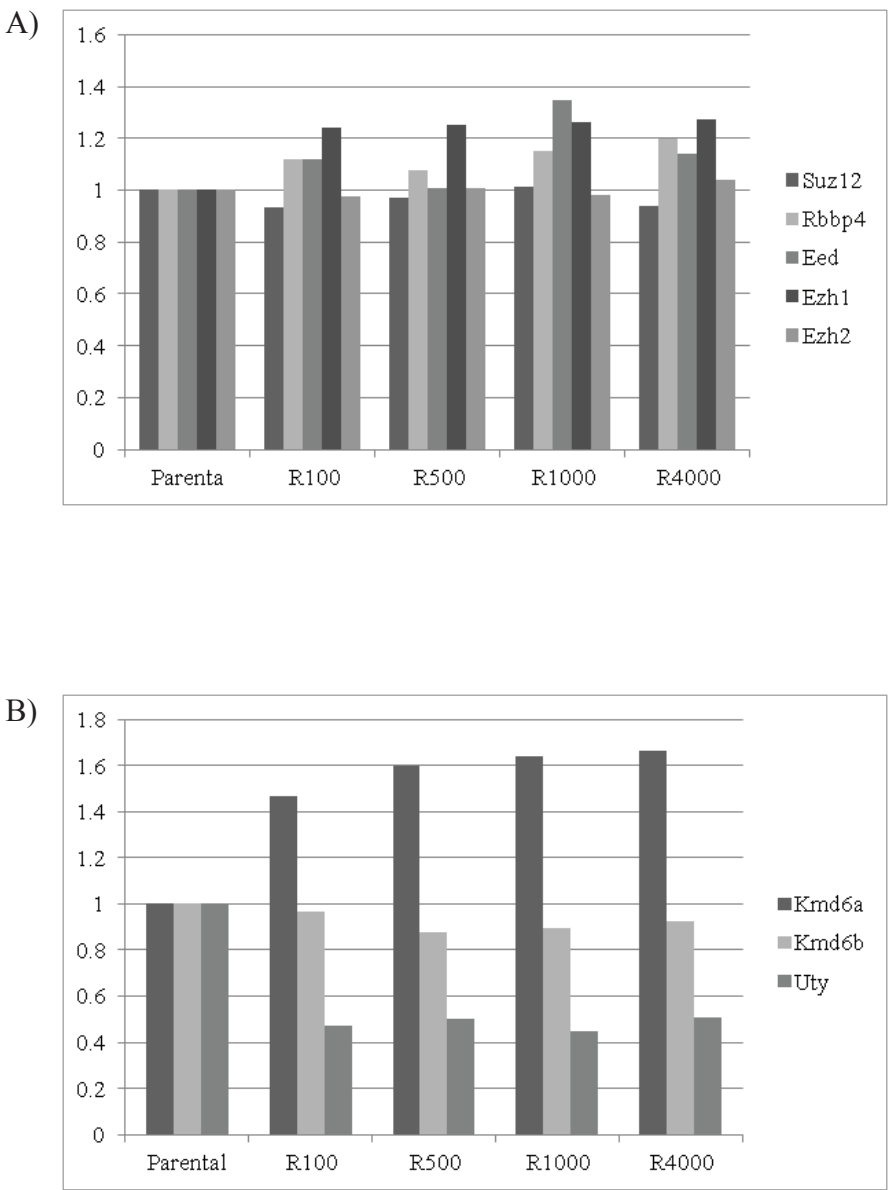 A)
1.6
1.4
1.2
1
0.8
0.6
0.4
0.2
0
Parenta R100 R500 R1000 R4000
Suz12
Rbbp4
Eed
Ezh1
Ezh2
B)
1.8
1.6
1.4
1.2
1
0.8
0.6
0.4
0.2
0
Parental R100 R500 R1000 R4000
Kmd6a
Kmd6b
Uty